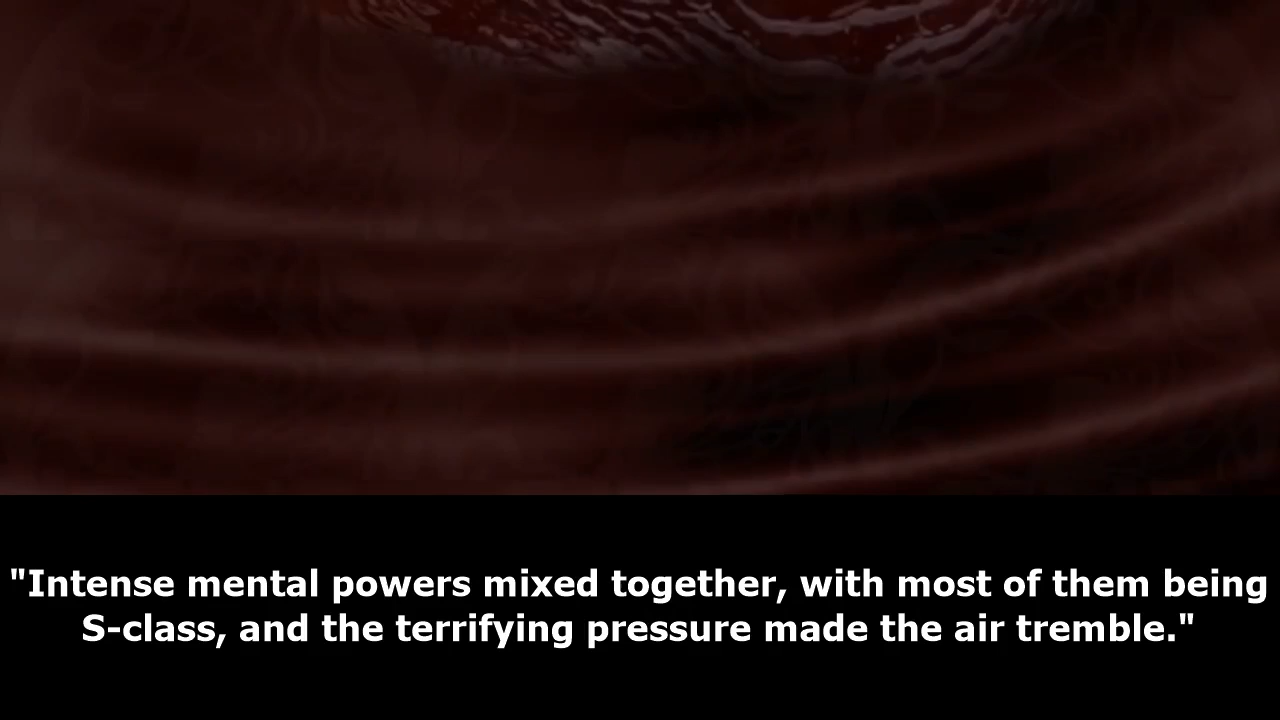 "Intense mental powers mixed together, with most of them being
S-class, and the terrifying pressure made the air tremble."